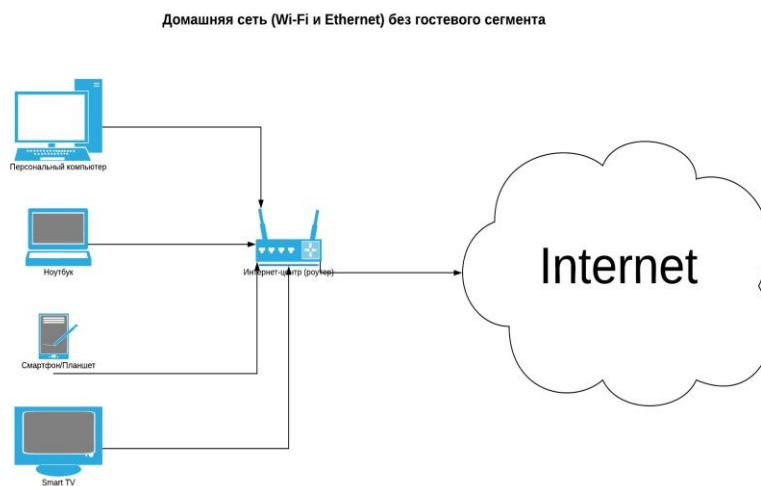 Домашняя сеть (Wi-Fi и Ethernet) без гостевого сегмента
Персональный компьютер
Ноутбук
Интернет-центр (роутер)
Internet
Смартфон/Планшет
Smart TV